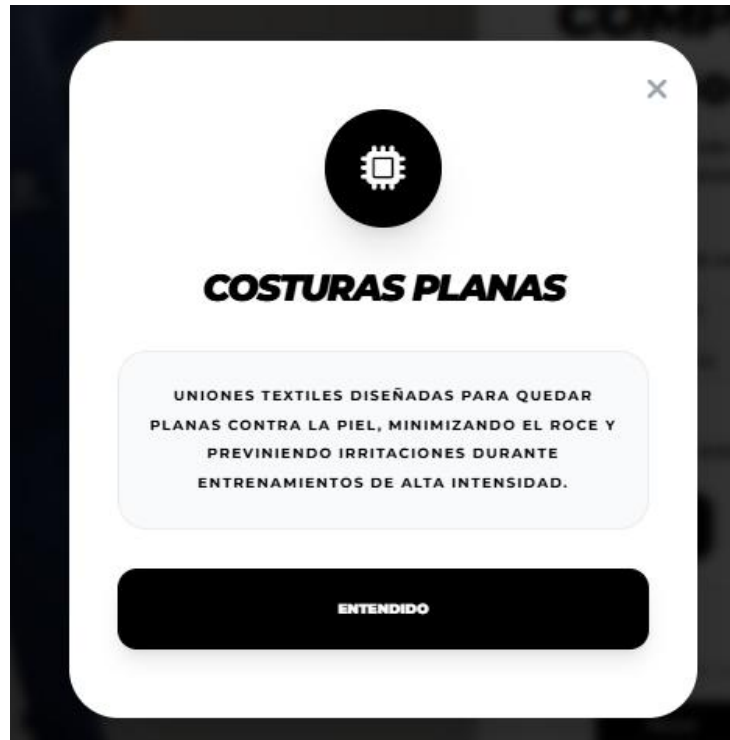 COMP
COSTURAS PLANAS
UNIONES TEXTILES DISEÑADAS PARA QUEDAR
PLANAS CONTRA LA PIEL, MINIMIZANDO EL ROCE Y
PREVINIENDO IRRITACIONES DURANTE
ENTRENAMIENTOS DE ALTA INTENSIDAD.
ENTENDIDO